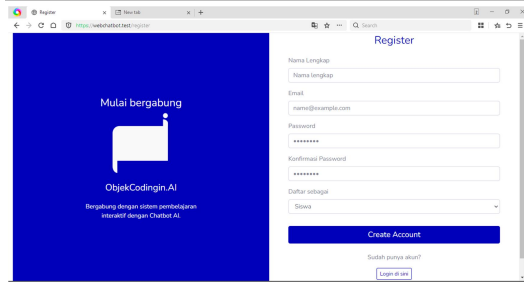 Register
New tab
https://webchatbot.test/register
Search
Mulai bergabung
ObjekCodingin.AI
Bergabung dengan sistem pembelajaran
interaktif dengan Chatbot AI.
Register
Nama Lengkap
Nama lengkap
Email
name@example.com
Password
********
Konfirmasi Password
********
Daftar sebagai
Siswa
Create Account
Sudah punya akun?
Login di sini